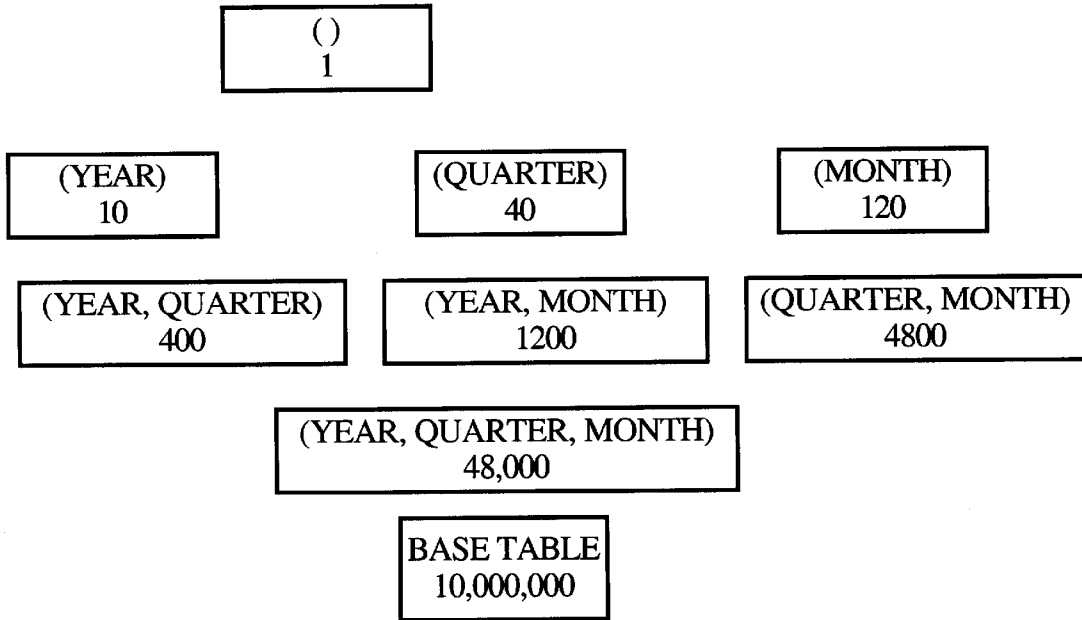 ( )
1
(YEAR)
10
(QUARTER)
40
(MONTH)
120
(YEAR, QUARTER)
400
(YEAR, MONTH)
1200
(QUARTER, MONTH)
4800
(YEAR, QUARTER, MONTH)
48,000
BASE TABLE
10,000,000